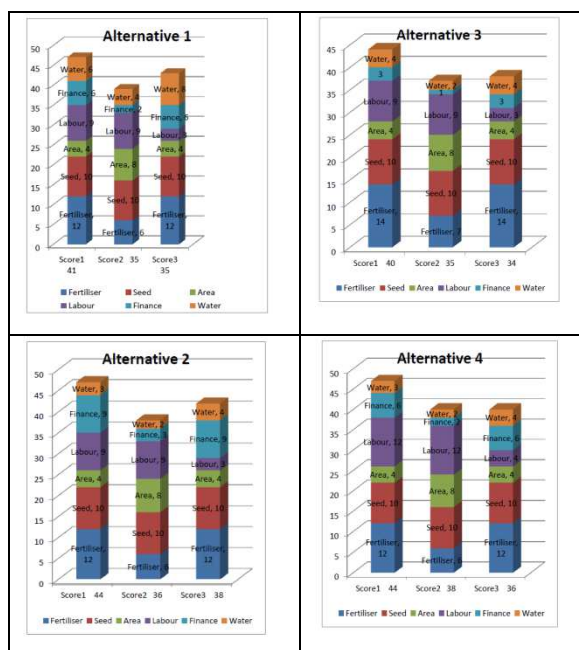 Alternative 1
50
45
40
35
30
25
20
15
10
5
0
Water, 6
Finance, 6
Labour, 9
Area, 4
Seed, 10
Fertiliser, 12
Water, 4
Finance, 2
Labour, 9
Area, 8
Seed, 10
Fertiliser, 6
Water, 8
Finance, 6
Labour, 3
Area, 4
Seed, 10
Fertiliser, 12
Score1 41
Score2 35
Score3 35
Fertiliser Seed Area
Labour Finance Water
Alternative 3
45
40
35
30
25
20
15
10
5
0
Water, 4
3
Labour, 9
Area, 4
Seed, 10
Fertiliser, 14
Water, 2
1
Labour, 9
Area, 8
Seed, 10
Fertiliser, 7
Water, 4
3
Labour, 3
Area, 4
Seed, 10
Fertiliser, 14
Score1 40 Score2 35 Score3 34
Fertiliser Seed Area Labour Finance Water
Alternative 2
50
45
40
35
30
25
20
15
10
5
0
Water, 3
Finance, 9
Labour, 9
Area, 4
Seed, 10
Fertiliser, 12
Water, 2
Finance, 3
Labour, 9
Area, 8
Seed, 10
Fertiliser, 6
Water, 4
Finance, 9
Labour, 3
Area, 4
Seed, 10
Fertiliser, 12
Score1 44 Score2 36 Score3 38
Fertiliser Seed Area Labour Finance Water
Alternative 4
50
45
40
35
30
25
20
15
10
5
0
Water, 3
Finance, 6
Labour, 12
Area, 4
Seed, 10
Fertiliser, 12
Water, 2
Finance, 2
Labour, 12
Area, 8
Seed, 10
Fertiliser, 6
Water, 4
Finance, 6
Labour, 4
Area, 4
Seed, 10
Fertiliser, 12
Score1 44 Score2 38 Score3 36
Fertiliser Seed Area Labour Finance Water